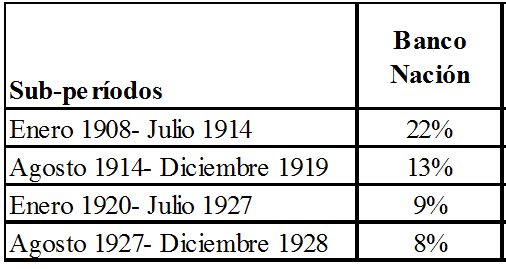 Sub-períodos
Banco
Nación
Enero 1908- Julio 1914 22%
Agosto 1914- Diciembre 1919 13%
Enero 1920- Julio 1927 9%
Agosto 1927- Diciembre 1928 8%